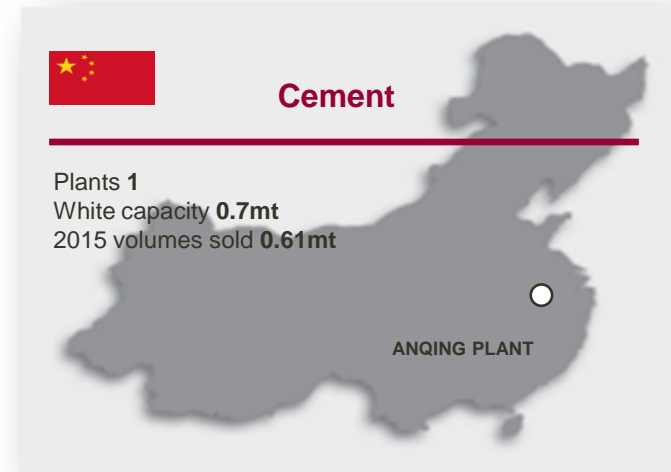 Cement
Plants 1
White capacity 0.7mt
2015 volumes sold 0.61mt
ANQING PLANT